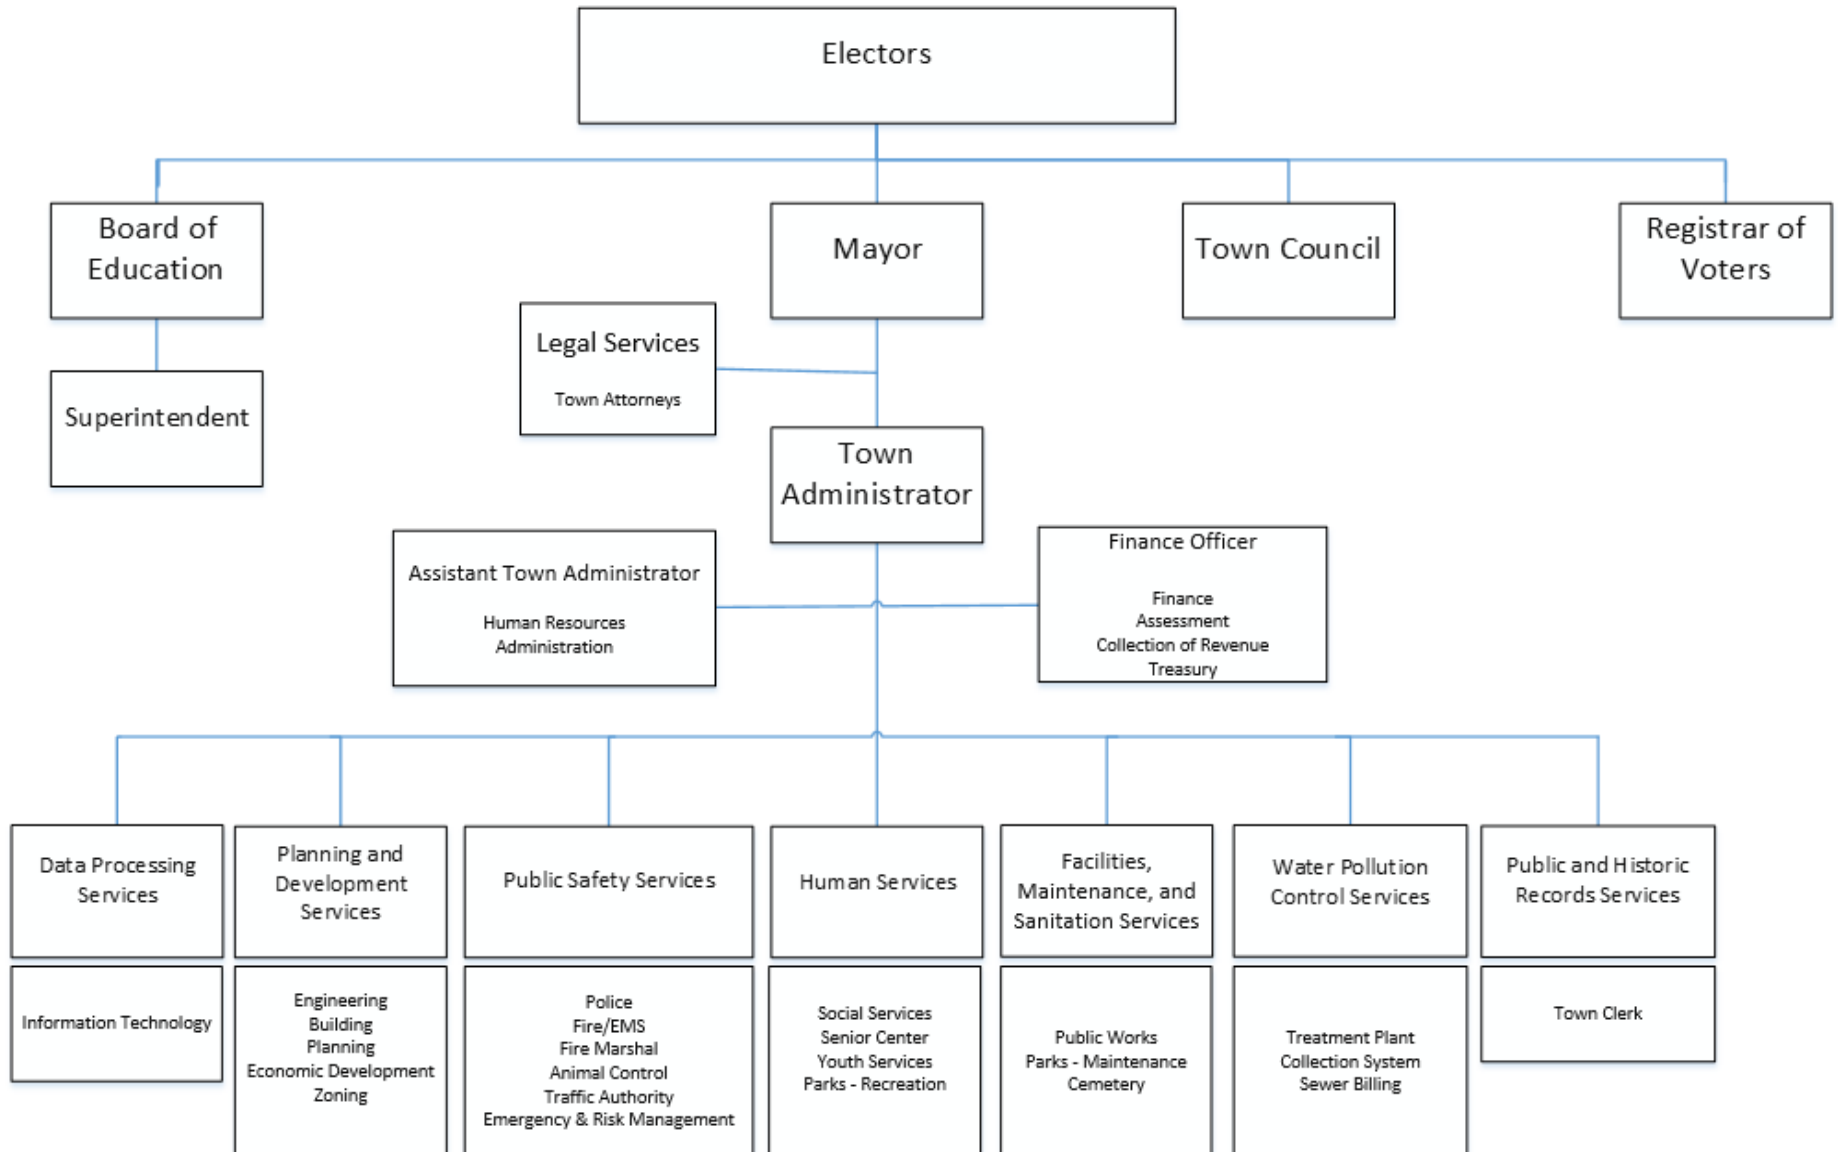 Electors
Board of
Education
Mayor
Town Council
Registrar of
Voters
Legal Services
Town Attorneys
Superintendent
Town
Administrator
Assistant Town Administrator
Human Resources
Administration
Finance Officer
Finance
Assessment
Collection of Revenue
Treasury
Data Processing
Services
Planning and
Development
Services
Public Safety Services
Human Services
Facilities,
Maintenance, and
Sanitation Services
Water Pollution
Control Services
Public and Historic
Records Services
Information Technology
Engineering
Building
Planning
Economic Development
Zoning
Police
Fire/EMS
Fire Marshal
Animal Control
Traffic Authority
Emergency & Risk Management
Social Services
Senior Center
Youth Services
Parks - Recreation
Public Works
Parks - Maintenance
Cemetery
Treatment Plant
Collection System
Sewer Billing
Town Clerk